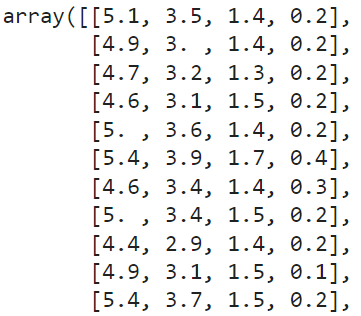 array([[5.1, 3.5, 1.4, 0.2],
[4.9, 3. , 1.4, 0.2],
[4.7, 3.2, 1.3, 0.2],
[4.6, 3.1, 1.5, 0.2],
[5. , 3.6, 1.4, 0.2],
[5.4, 3.9, 1.7, 0.4],
[4.6, 3.4, 1.4, 0.3],
[5. , 3.4, 1.5, 0.2],
[4.4, 2.9, 1.4, 0.2],
[4.9, 3.1, 1.5, 0.1],
[5.4, 3.7, 1.5, 0.2],